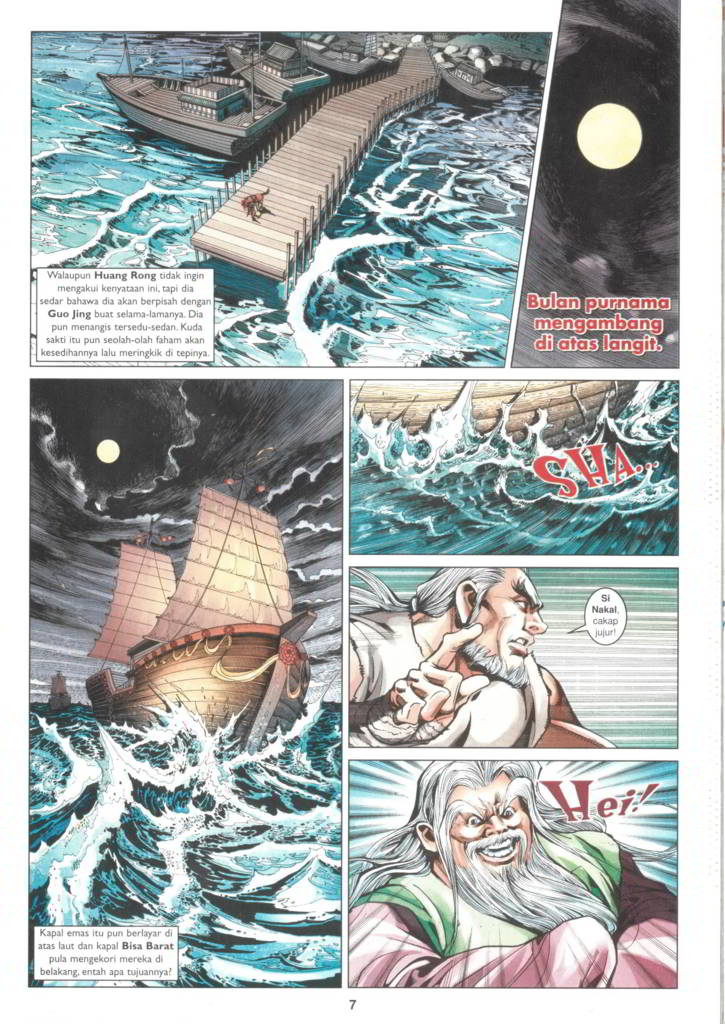 Walaupun Huang Rong tidak ingin
mengakui kenyataan ini, tapi dia
sedar bahawa dia akan berpisah dengan
Guo Jing buat selama-lamanya. Dia
pun menangis tersedu-sedan. Kuda
sakti itu pun seolah-olah faham akan
kesedihannya lalu meringkik di tepinya.
Bulan purnama
mengambang
di atas langit.
Kapal emas itu pun berlayar di
atas laut dan kapal Bisa Barat
pula mengekori mereka di
belakang, entah apa tujuannya?
SHA...
Si
Nakal,
cakap
jujur!
Hei!
7